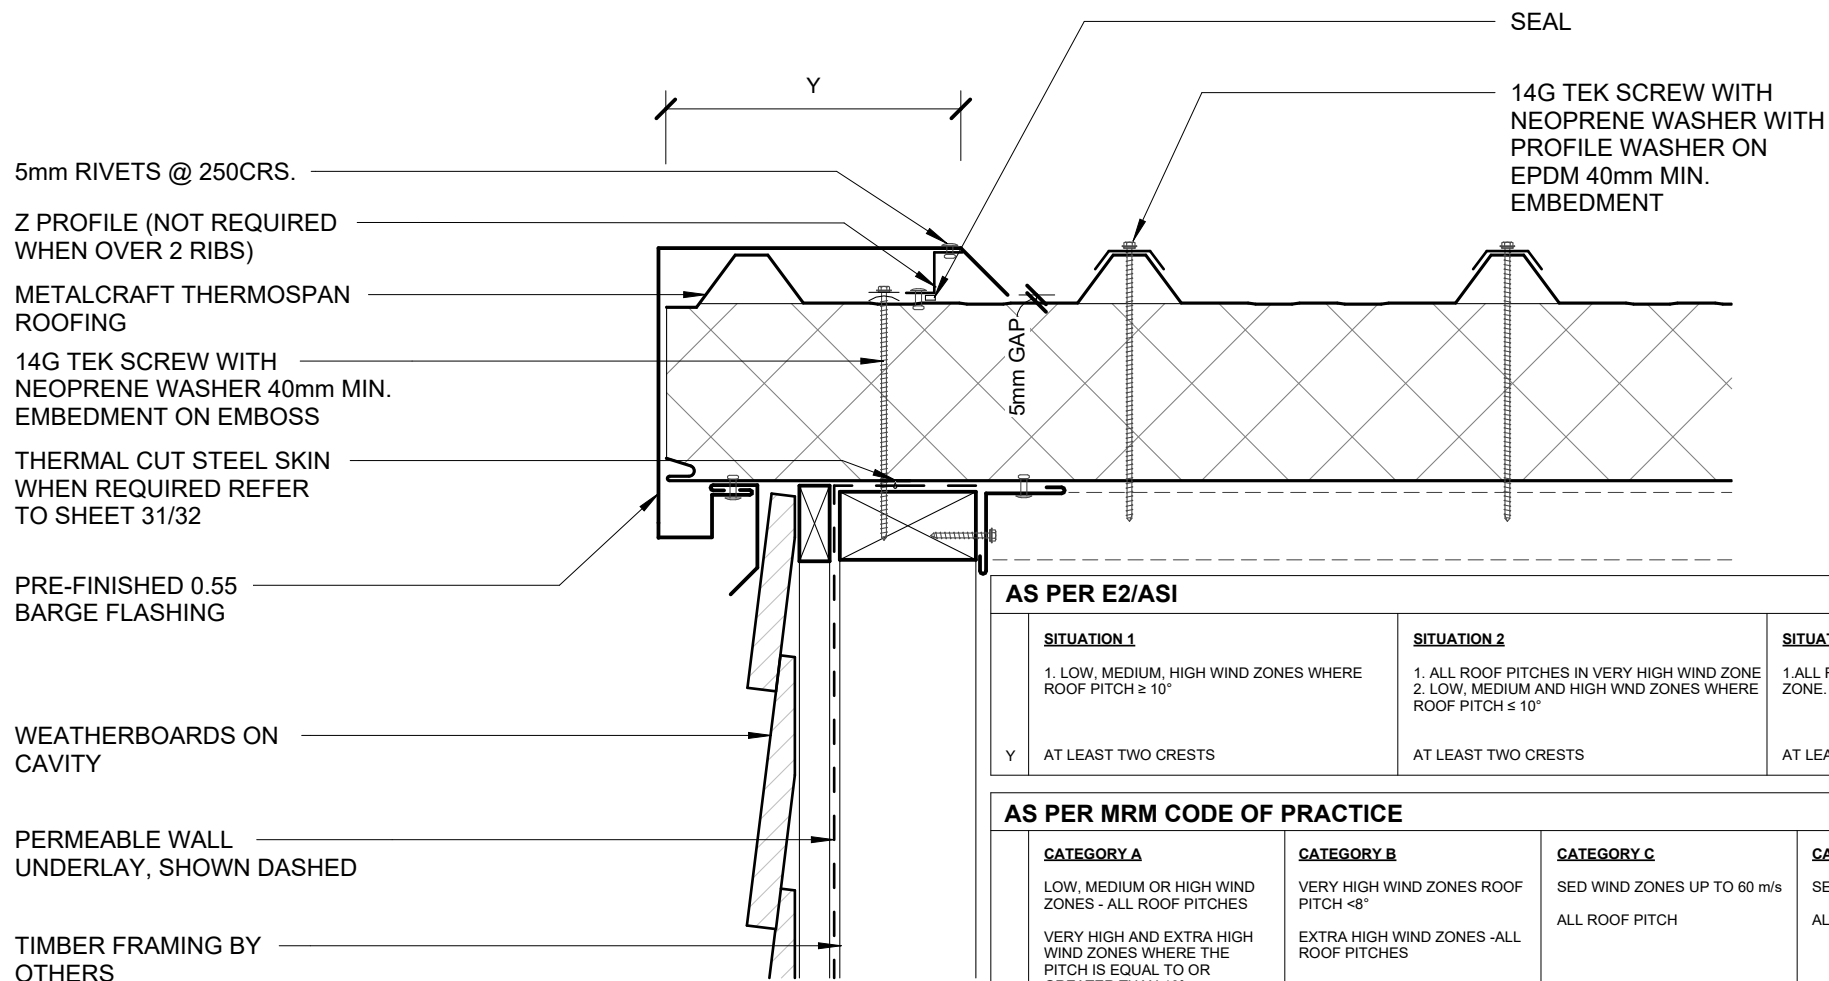 SEAL
Y
14G TEK SCREW WITH
NEOPRENE WASHER WITH
PROFILE WASHER ON
EPDM 40mm MIN.
EMBEDMENT
5mm RIVETS @ 250CRS.
Z PROFILE (NOT REQUIRED
WHEN OVER 2 RIBS)
METALCRAFT THERMOSPAN
ROOFING
14G TEK SCREW WITH
NEOPRENE WASHER 40mm MIN.
EMBEDMENT ON EMBOSS
5mm GAP
THERMAL CUT STEEL SKIN
WHEN REQUIRED REFER
TO SHEET 31/32
PRE-FINISHED 0.55
BARGE FLASHING
WEATHERBOARDS ON
CAVITY
PERMEABLE WALL
UNDERLAY, SHOWN DASHED
TIMBER FRAMING BY
OTHERS
AS PER E2/ASI
SITUATION 1
1. LOW, MEDIUM, HIGH WIND ZONES WHERE
ROOF PITCH ≥ 10°
SITUATION 2
1. ALL ROOF PITCHES IN VERY HIGH WIND ZONE
2. LOW, MEDIUM AND HIGH WND ZONES WHERE
ROOF PITCH ≤ 10°
1.ALL
ZONE.
Y
AT LEAST TWO CRESTS
AT LEAST TWO CRESTS
AT
AS PER MRM CODE OF PRACTICE
CATEGORY A
LOW, MEDIUM OR HIGH WIND
ZONES - ALL ROOF PITCHES
VERY HIGH AND EXTRA HIGH
WIND ZONES WHERE THE
PITCH IS EQUAL TO OR
CATEGORY B
VERY HIGH WIND ZONES ROOF
PITCH <8°
EXTRA HIGH WIND ZONES -ALL
ROOF PITCHES
CATEGORY C
SED WIND ZONES UP TO 60 m/s
ALL ROOF PITCH